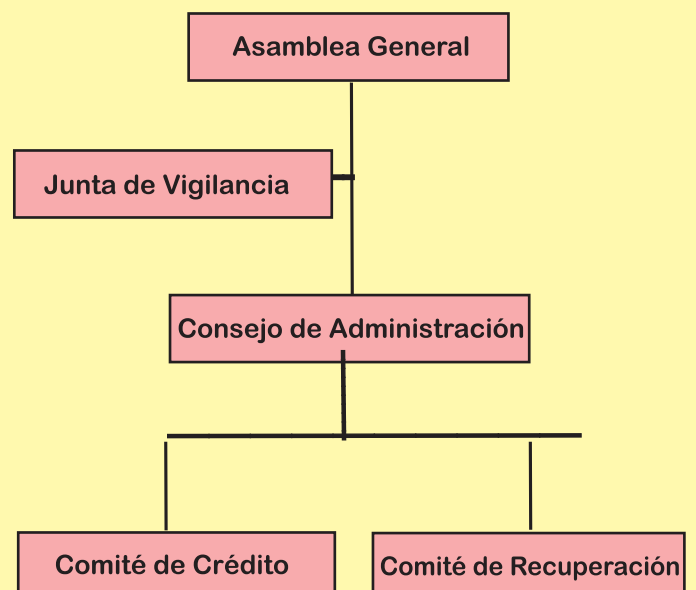 Asamblea General
Junta de Vigilancia
Consejo de Administración
Comité de Crédito
Comité de Recuperación